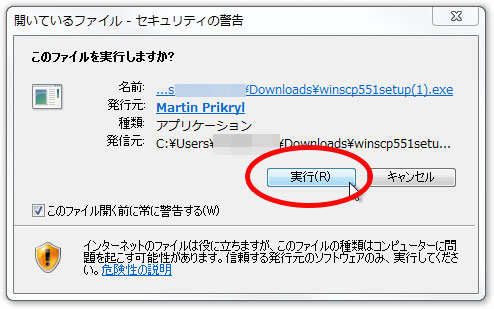 開いているファイル - セキュリティの警告
このファイルを実行しますか?
名前: ...s ¥Downloads¥winscp551setup(1).exe
発行元: Martin Prikryl
種類: アプリケーション
発信元: C:¥Users¥ ¥Downloads¥winscp551setu...
実行(R) キャンセル
このファイル開く前に常に警告する(W)
インターネットのファイルは役に立ちますが、このファイルの種類はコンピューターに問
題を起こす可能性があります。信頼する発行元のソフトウェアのみ、実行してくださ
い。危険性の説明